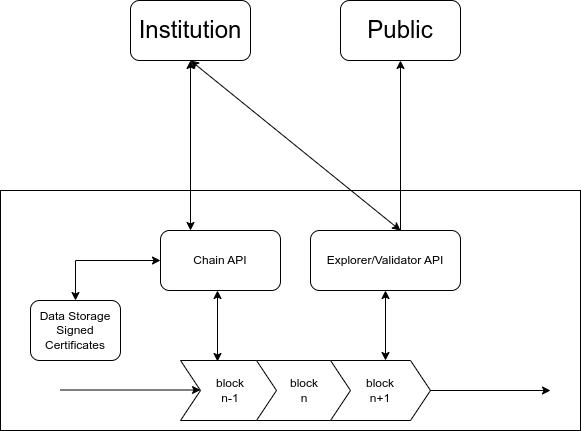 Institution
Public
Chain API
Explorer/Validator API
Data Storage
Signed
Certificates
block
n-1
block
n
block
n+1